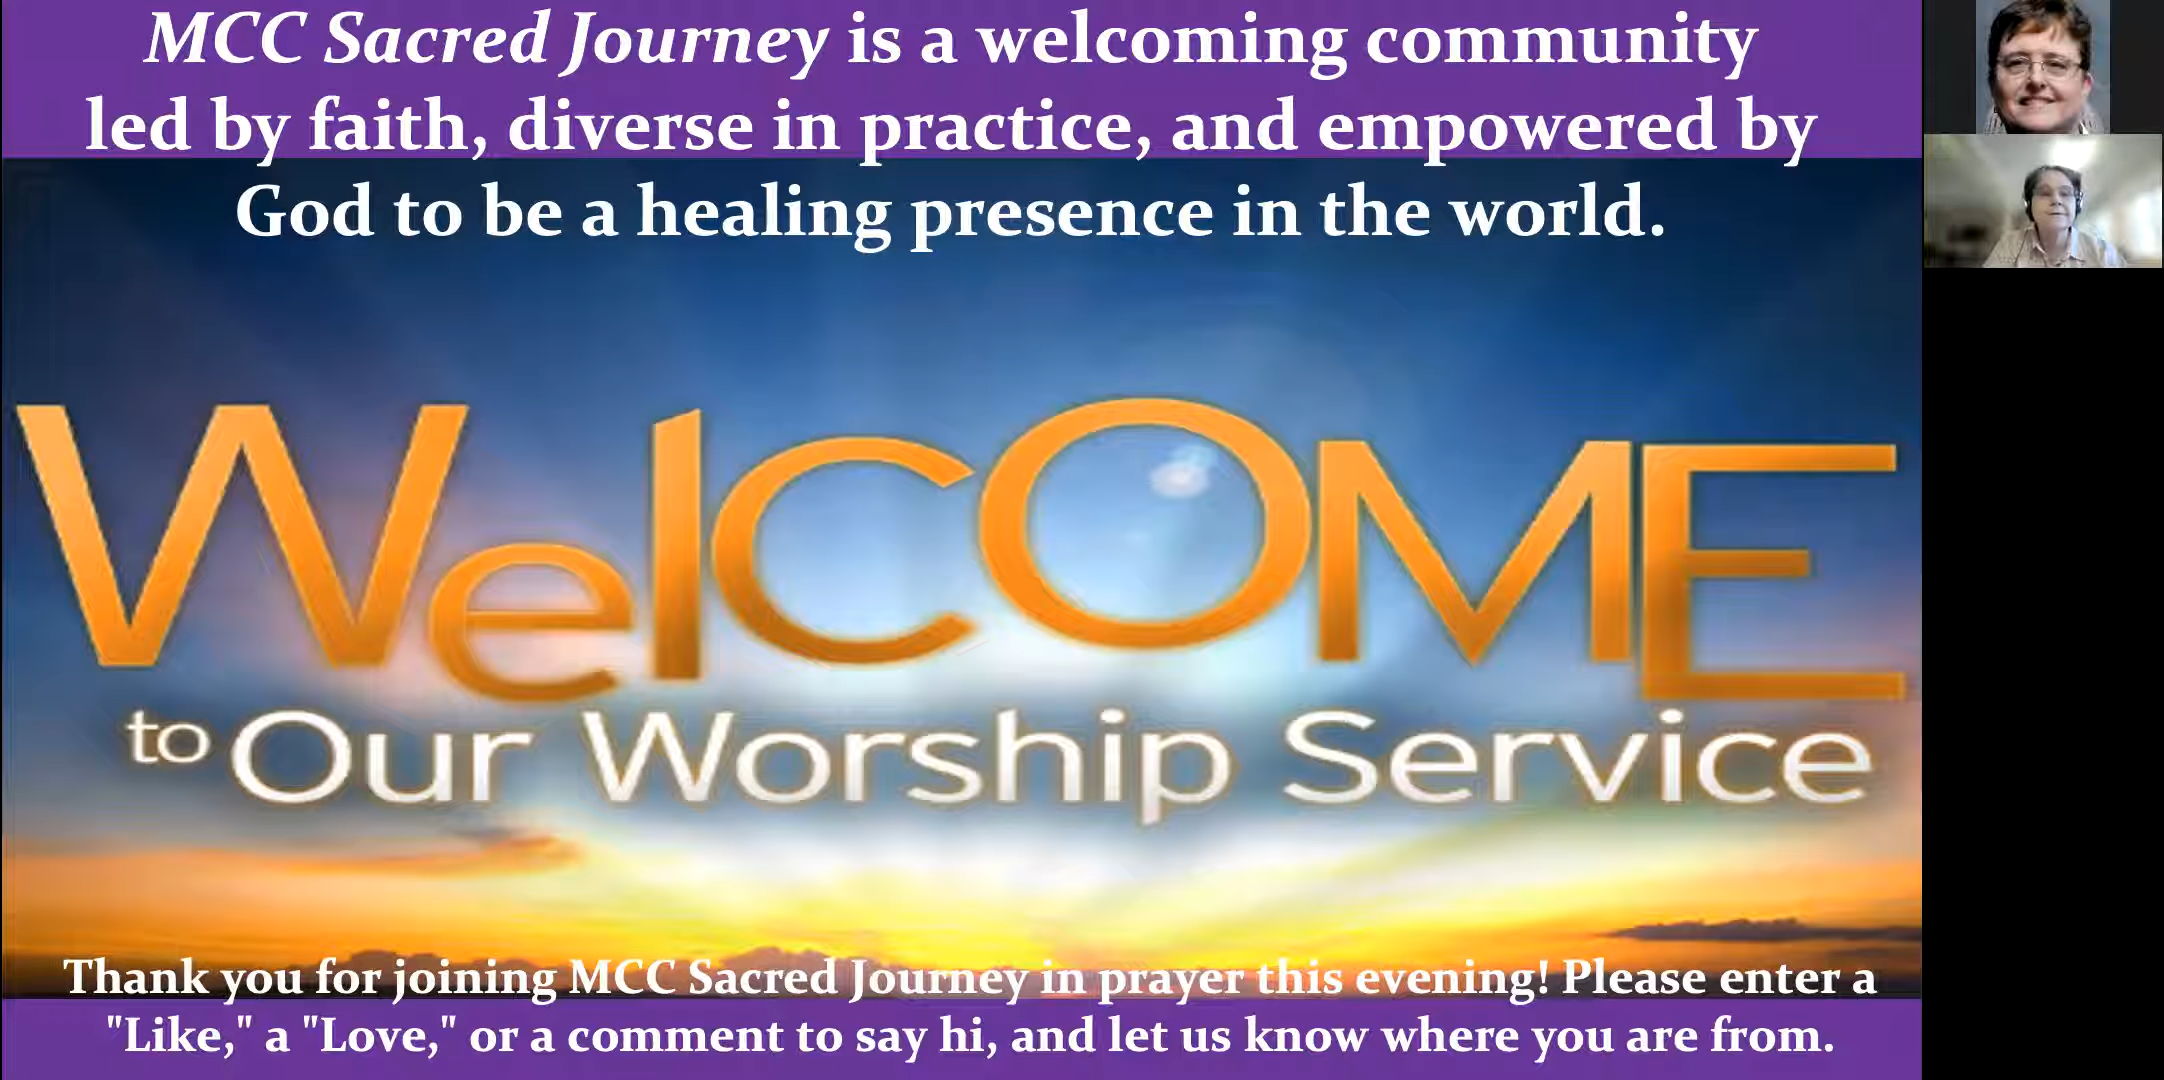 MCC Sacred Journey is a welcoming community
led by faith, diverse in practice, and empowered by
God to be a healing presence in the world.
WelCOME
to Our Worship Service
Thank you for joining MCC Sacred Journey in prayer this evening! Please enter a
"Like," a "Love," or a comment to say hi, and let us know where you are from.